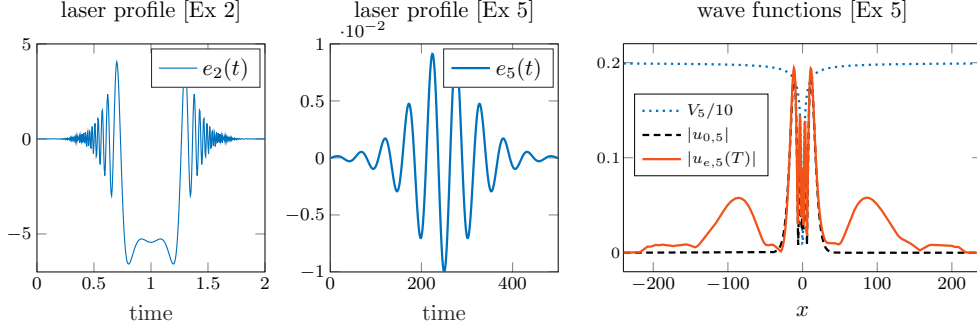 laser profile [Ex 2]
5
0
−5
0
0.5
1
1.5
2
e₂(t)
time
laser profile [Ex 5]
·10⁻²
1
0.5
0
−0.5
−1
0
200
400
e₅(t)
time
wave functions [Ex 5]
0.2
0.1
0
−200
−100
0
100
200
V₅/10
|u₀,₅|
|uₑ,₅(T)|
x